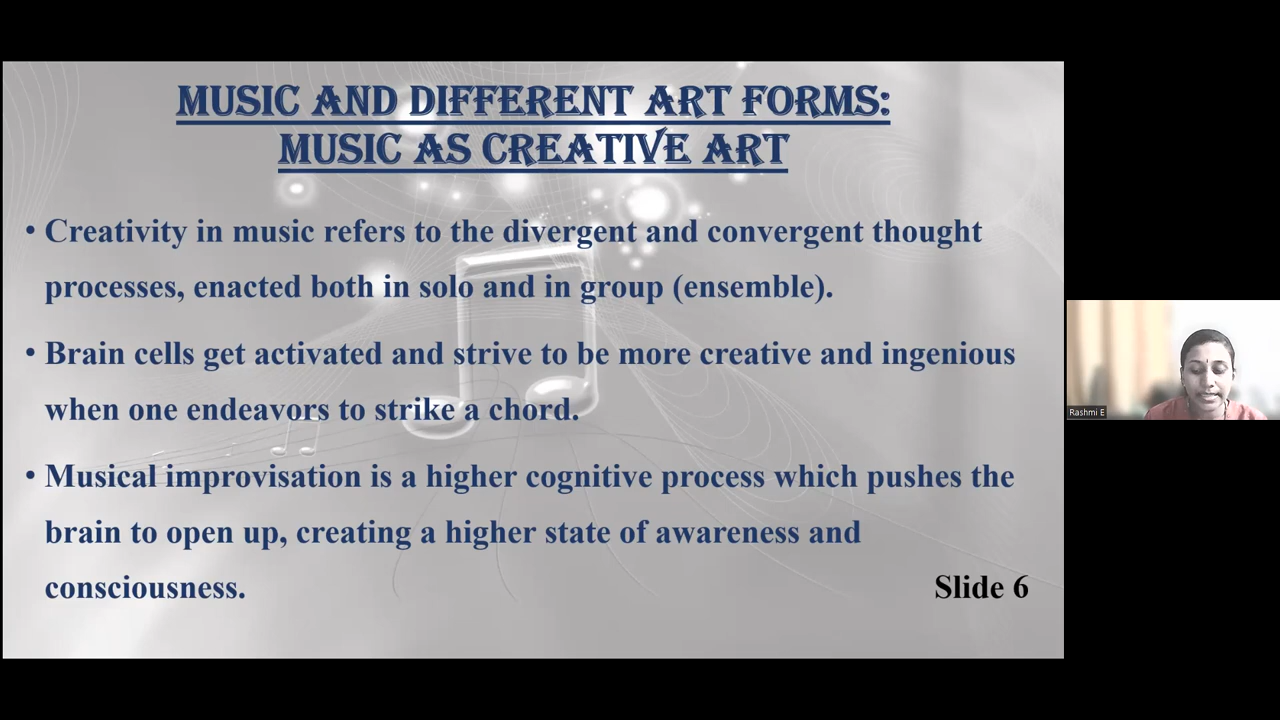 MUSIC AND DIFFERENT ART FORMS:
MUSIC AS CREATIVE ART
• Creativity in music refers to the divergent and convergent thought
processes, enacted both in solo and in group (ensemble).
• Brain cells get activated and strive to be more creative and ingenious
when one endeavors to strike a chord.
• Musical improvisation is a higher cognitive process which pushes the
brain to open up, creating a higher state of awareness and
consciousness.
Slide 6
Rashmi E